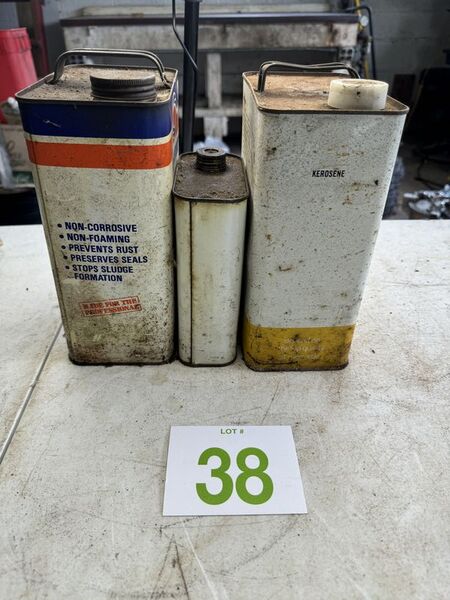 • NON-CORROSIVE
• NON-FOAMING
• PREVENTS RUST
• PRESERVES SEALS
• STOPS SLUDGE
FORMATION
MADE FOR THE
PROFESSIONAL
KEROSENE
LOT #
38